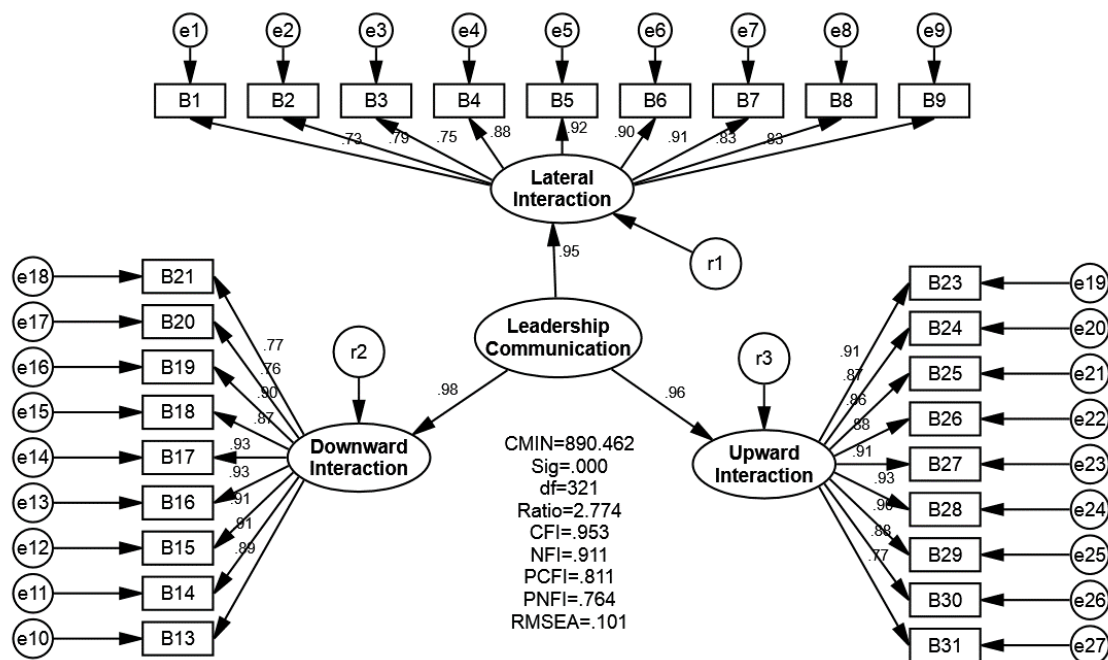 e1 e2 e3 e4 e5 e6 e7 e8 e9
B1 B2 B3 B4 B5 B6 B7 B8 B9
.73 .79 .75 .88 .92 .90 .91 .83 .83
Lateral
Interaction
.95
r1
e18 B21
e17 B20
e16 B19
e15 B18
e14 B17
e13 B16
e12 B15
e11 B14
e10 B13
.77
.76
.90
.87
.93
.93
.91
.91
.89
r2
Downward
Interaction
.98
Leadership
Communication
.96
r3
Upward
Interaction
.91
.87
.86
.88
.91
.93
.88
.77
B23 e19
B24 e20
B25 e21
B26 e22
B27 e23
B28 e24
B29 e25
B30 e26
B31 e27
CMIN=890.462
Sig=.000
df=321
Ratio=2.774
CFI=.953
NFI=.911
PCFI=.811
PNFI=.764
RMSEA=.101